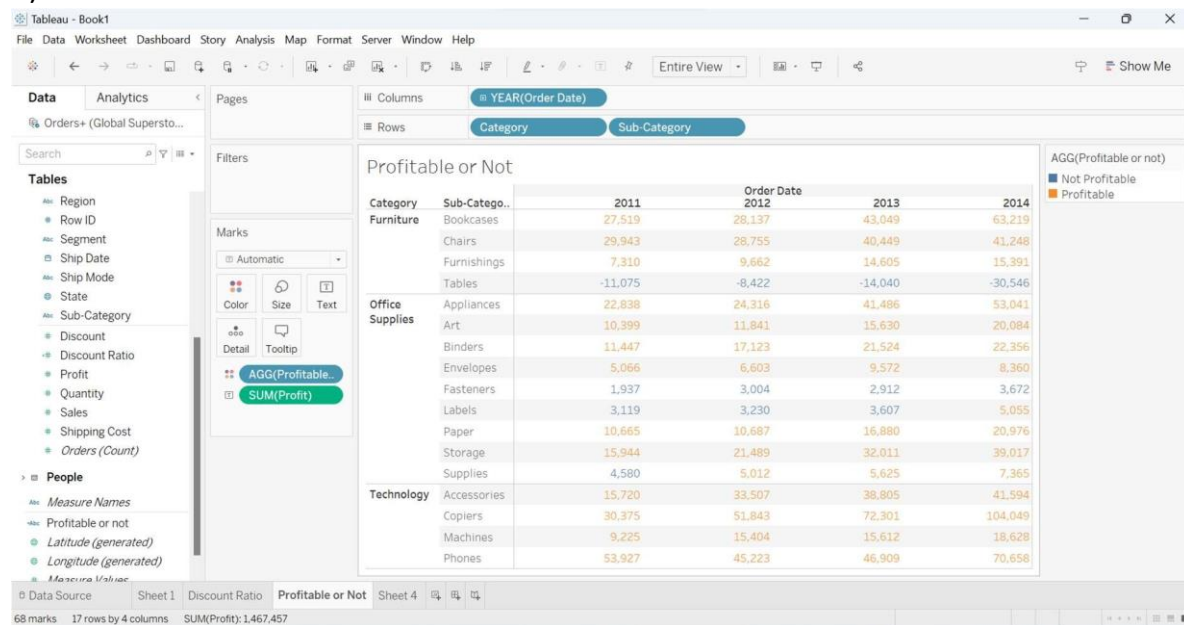 Tableau - Book1
File Data Worksheet Dashboard Story Analysis Map Format Server Window Help
Entire View
Show Me
Data Analytics
Orders+ (Global Supersto...
Search
Tables
Abc Region
Row ID
Abc Segment
Ship Date
Abc Ship Mode
State
Abc Sub-Category
Discount
Discount Ratio
Profit
Quantity
Sales
Shipping Cost
Orders (Count)
People
Abc Measure Names
Abc Profitable or not
Latitude (generated)
Longitude (generated)
Measure Values
Pages
Filters
Marks
Automatic
Color Size Text
Detail Tooltip
AGG(Profitable..
SUM(Profit)
Columns YEAR(Order Date)
Rows Category Sub-Category
Profitable or Not
Order Date
Category Sub-Catego.. 2011 2012 2013 2014
Furniture Bookcases 27,519 28,137 43,049 63,219
Chairs 29,943 28,755 40,449 41,248
Furnishings 7,310 9,662 14,605 15,391
Tables -11,075 -8,422 -14,040 -30,546
Office Supplies Appliances 22,838 24,316 41,486 53,041
Art 10,399 11,841 15,630 20,084
Binders 11,447 17,123 21,524 22,356
Envelopes 5,066 6,603 9,572 8,360
Fasteners 1,937 3,004 2,912 3,672
Labels 3,119 3,230 3,607 5,055
Paper 10,665 10,687 16,880 20,976
Storage 15,944 21,489 32,011 39,017
Supplies 4,580 5,012 5,625 7,365
Technology Accessories 15,720 33,507 38,805 41,594
Copiers 30,375 51,843 72,301 104,049
Machines 9,225 15,404 15,612 18,628
Phones 53,927 45,223 46,909 70,658
AGG(Profitable or not)
Not Profitable
Profitable
Data Source Sheet 1 Discount Ratio Profitable or Not Sheet 4
68 marks 17 rows by 4 columns SUM(Profit): 1,467,457